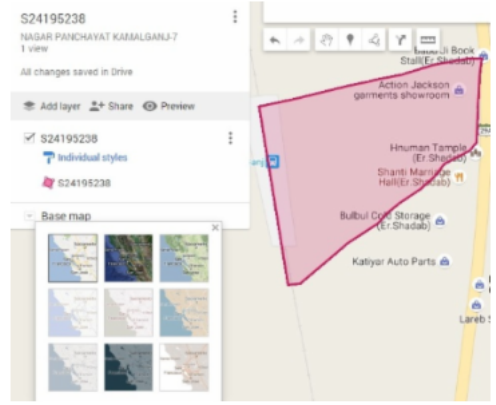 S24195238
NAGAR PANCHAYAT KAMALGANJ-7
1 view
All changes saved in Drive
Add layer
Share
Preview
S24195238
Individual styles
S24195238
Base map
Stall(Er.Shadab)
Action Jackson
garments showroom
Hnuman Tample
(Er.Shadab)
Shanti Marriage
Hall(Er.Shadab)
Bulbul Cold Storage
(Er.Shadab)
Katiyar Auto Parts
Lareb S